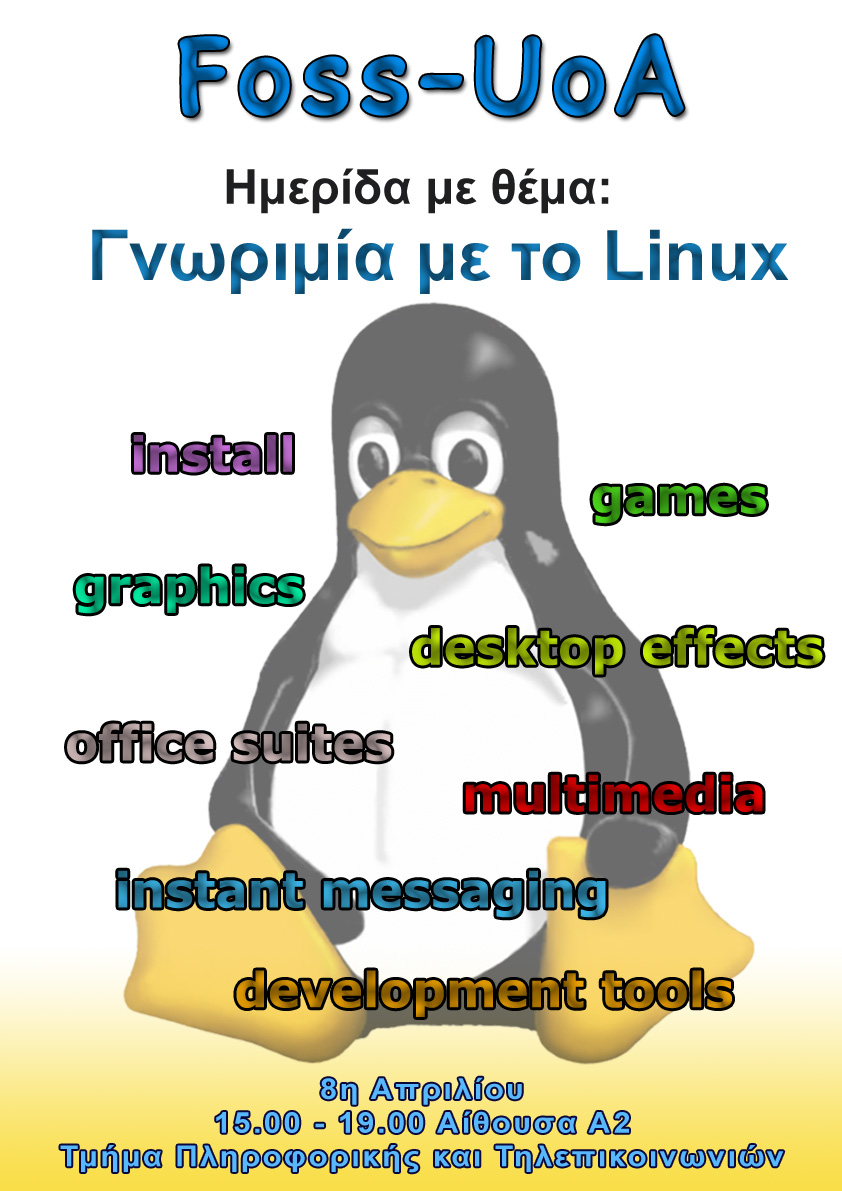 Foss-UoA
Ημερίδα με θέμα:
Γνωριμία με το Linux
install
games
graphics
desktop effects
office suites
multimedia
instant messaging
development tools
8η Απριλίου
15.00 - 19.00 Αίθουσα Α2
Τμήμα Πληροφορικής και Τηλεπικοινωνιών